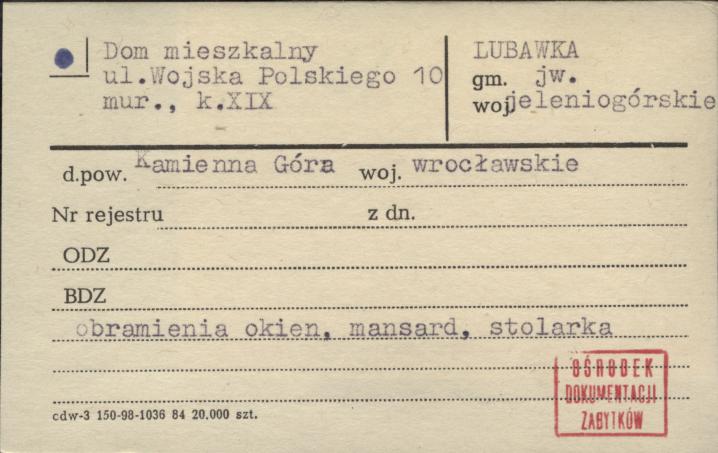 Dom mieszkalny
ul.Wojska Polskiego 10
mur., k.XIX
LUBAWKA
gm. jw.
woj. jeleniogórskie
d.pow. Kamienna Góra woj. wrocławskie
Nr rejestru z dn.
ODZ
BDZ
obramienia okien, mansard, stolarka
OŚRODEK
DOKUMENTACJI
ZABYTKÓW
cdw-3 150-98-1036 84 20.000 szt.